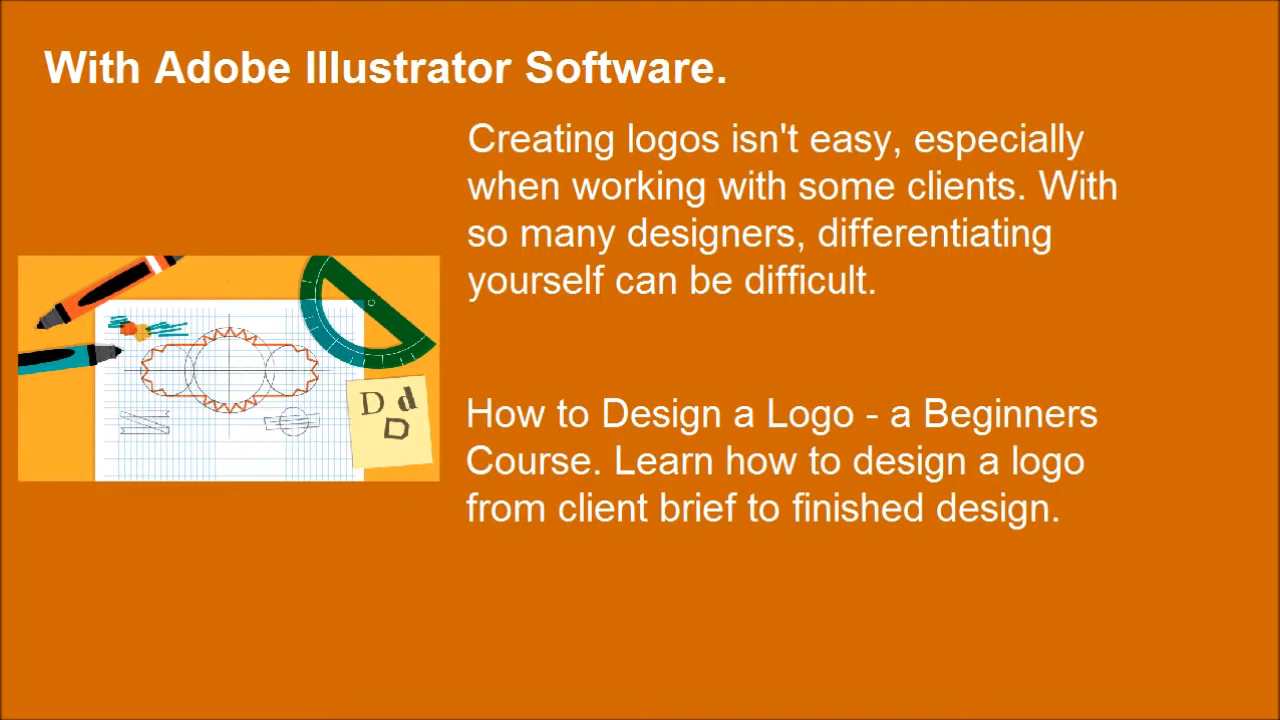 With Adobe Illustrator Software.
Creating logos isn't easy, especially
when working with some clients. With
so many designers, differentiating
yourself can be difficult.
D d
D
How to Design a Logo - a Beginners
Course. Learn how to design a logo
from client brief to finished design.